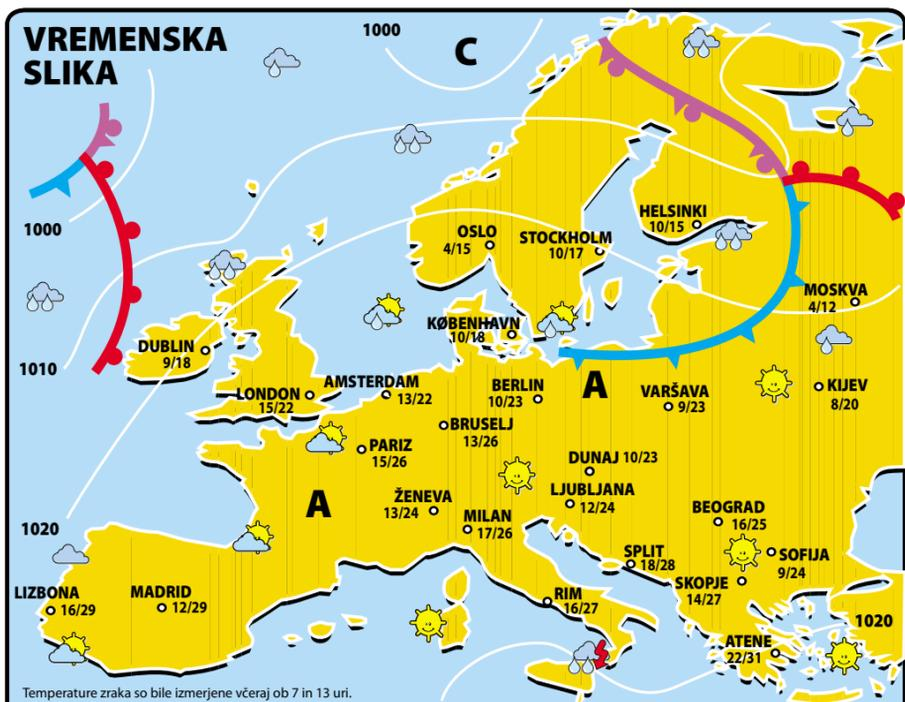 VREMENSKA
SLIKA
1000
C
1000
HELSINKI
10/15
OSLO
4/15
STOCKHOLM
10/17
MOSKVA
4/12
KØBENHAVN
10/18
DUBLIN
9/18
1010
AMSTERDAM
13/22
LONDON
15/22
BERLIN
10/23
A
VARŠAVA
9/23
KIJEV
8/20
BRUSELJ
13/26
PARIZ
15/26
DUNAJ 10/23
LJUBLJANA
12/24
A
ŽENEVA
13/24
MILAN
17/26
BEOGRAD
16/25
1020
SPLIT
18/28
SOFIJA
9/24
SKOPJE
14/27
LIZBONA
16/29
MADRID
12/29
RIM
16/27
1020
ATENE
22/31
Temperature zraka so bile izmerjene včeraj ob 7 in 13 uri.